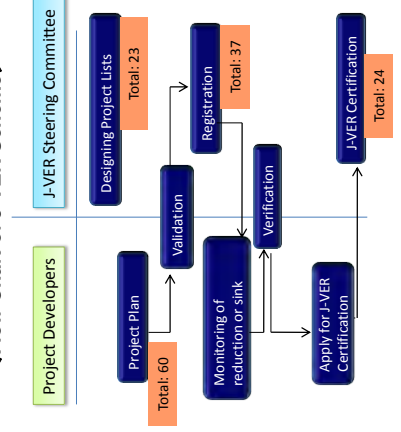 Project Developers
J-VER Steering Committee
Designing Project Lists
Total: 23
Project Plan
Total: 60
Validation
Registration
Total: 37
Monitoring of
reduction or sink
Verification
Apply for J-VER
Certification
J-VER Certification
Total: 24